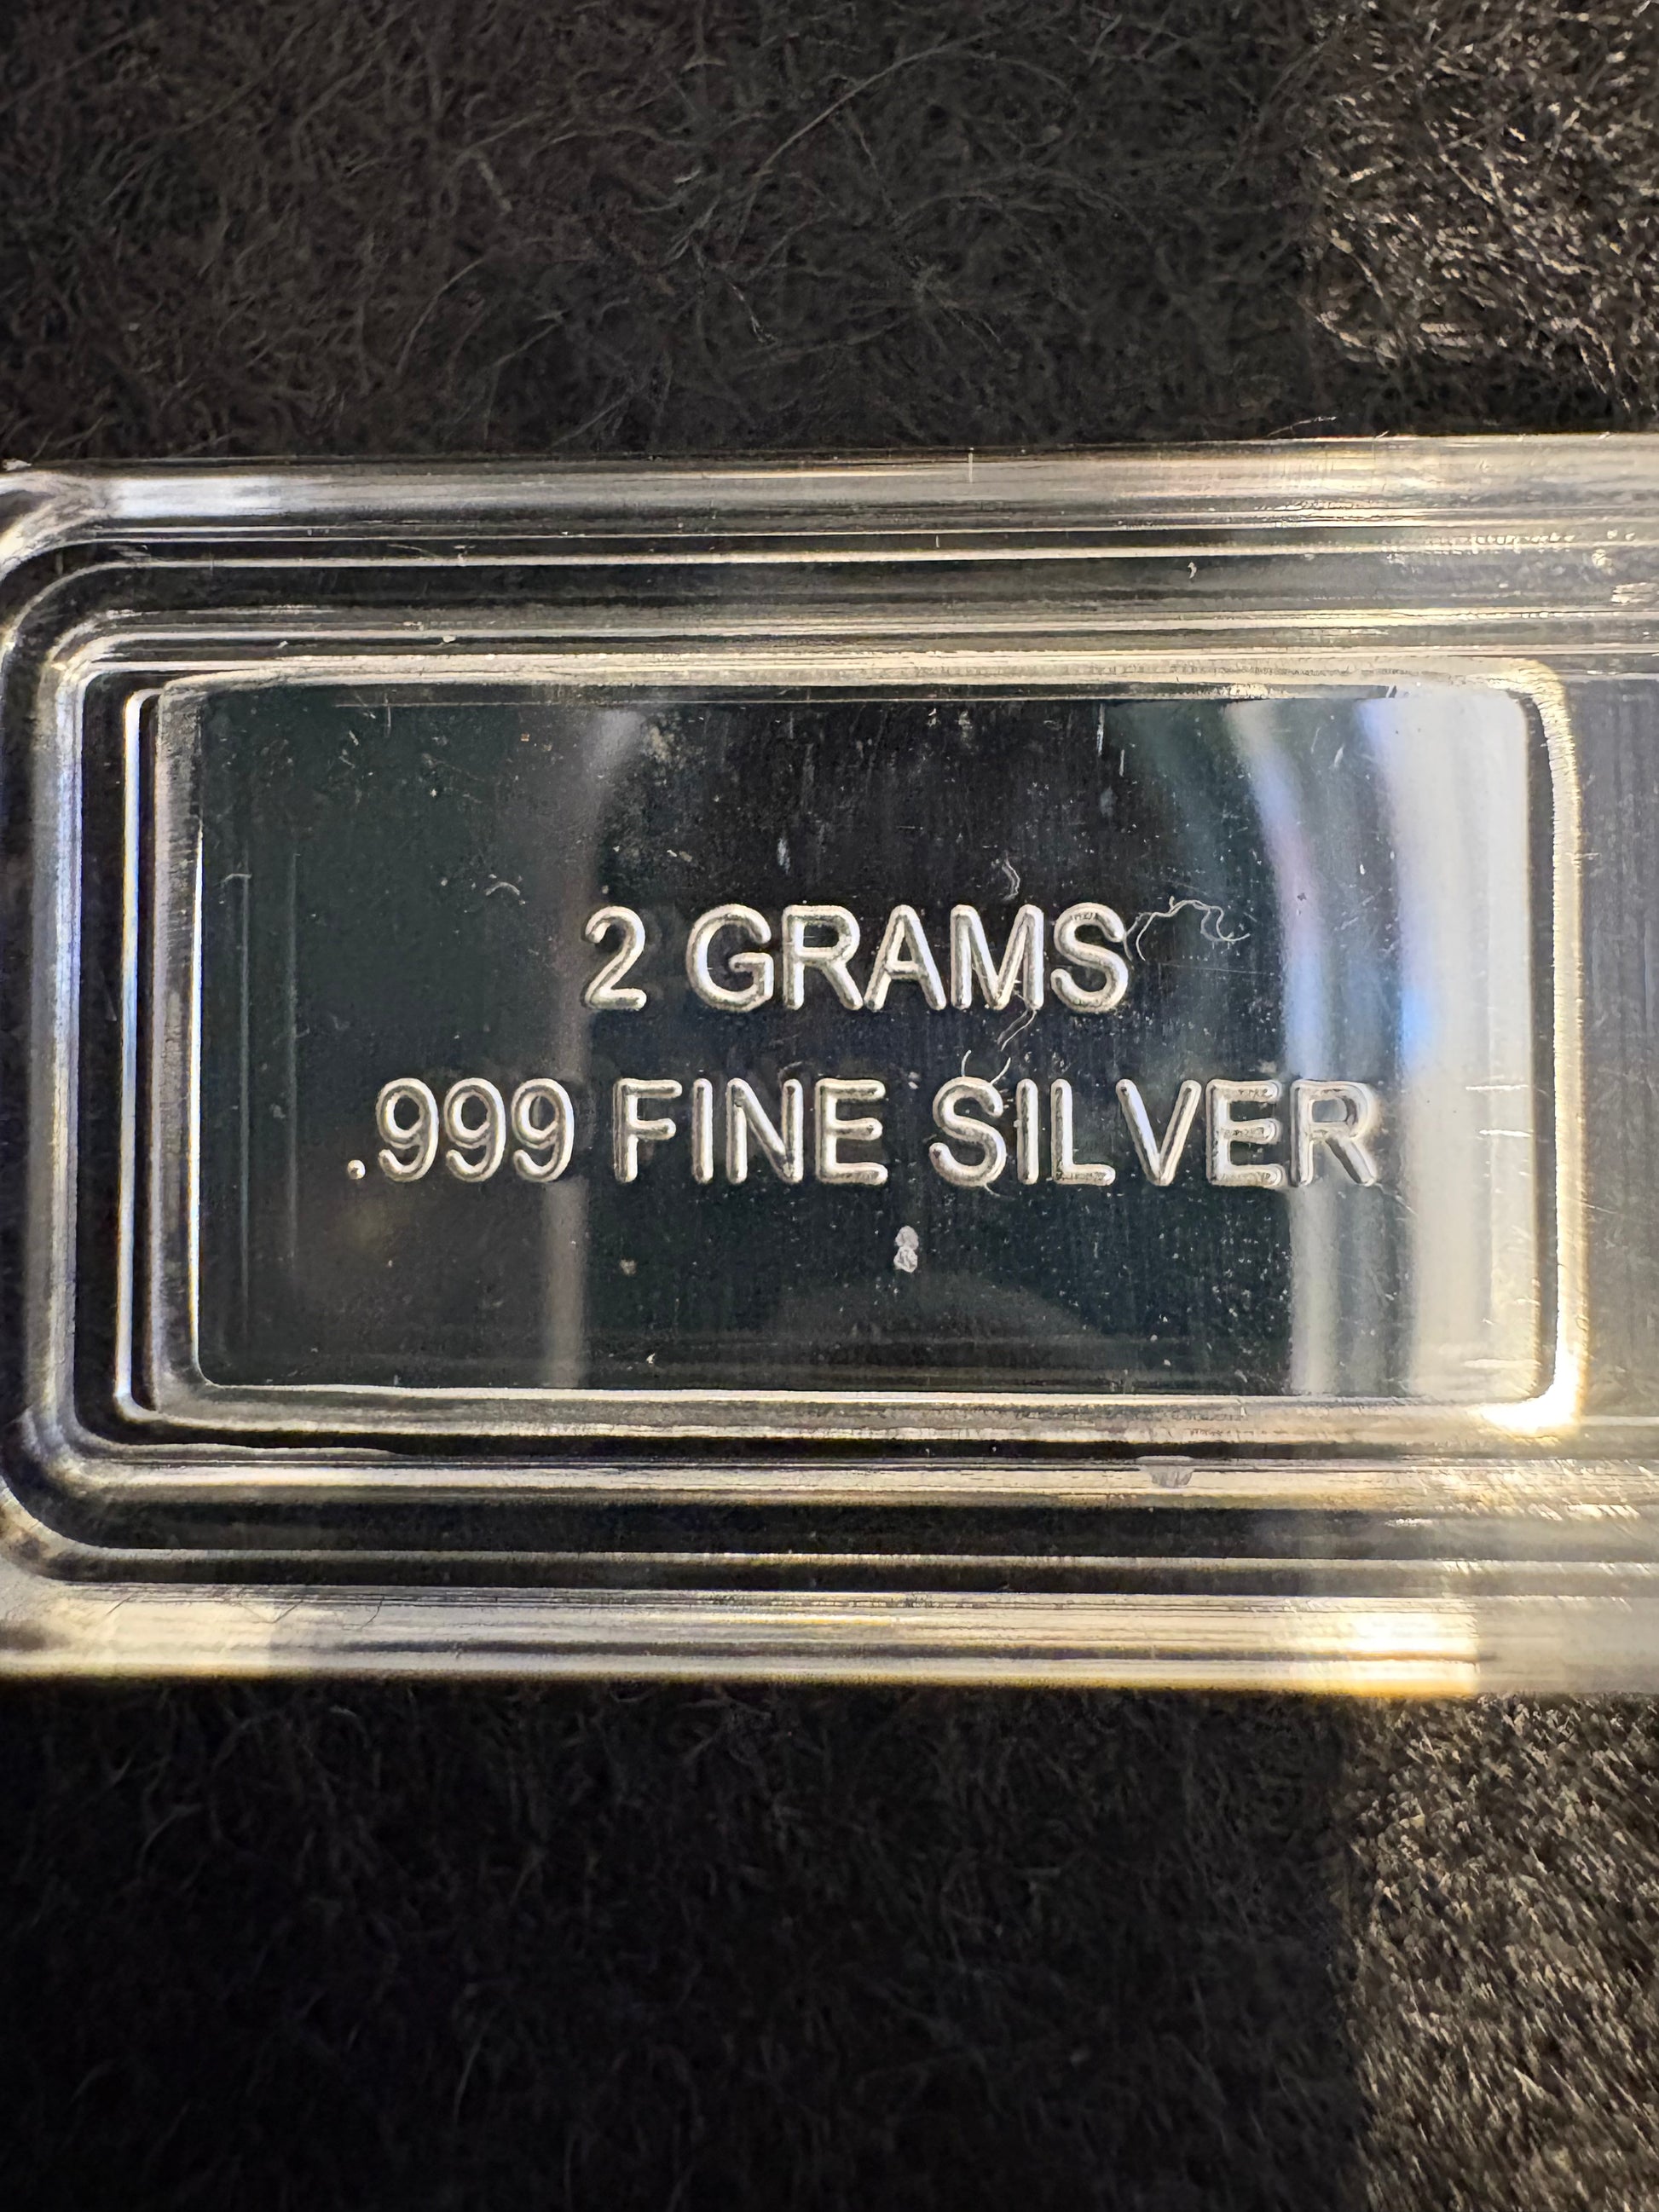 2 GRAMS
.999 FINE SILVER